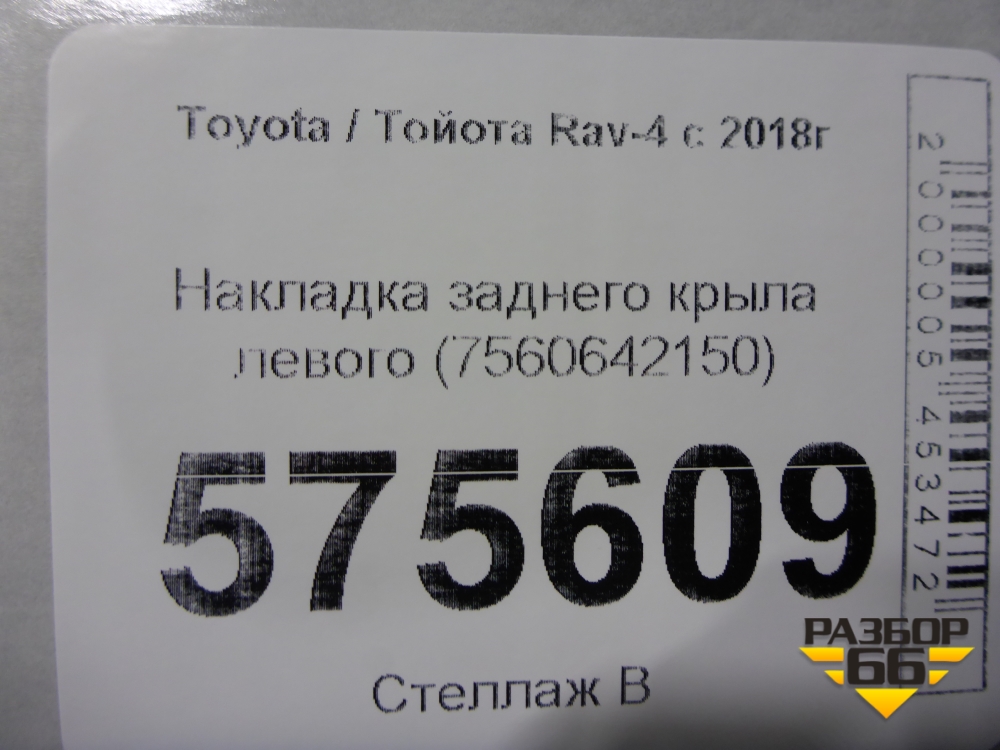 Toyota / Тойота Rav-4 с 2018г
Накладка заднего крыла
левого (7560642150)
575609
Стеллаж В
2000005453472
РАЗБОР
66